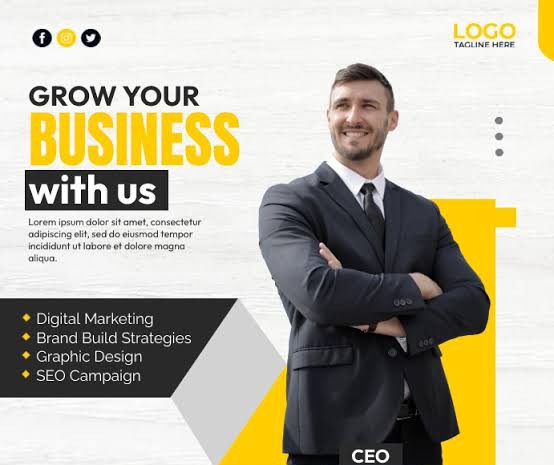 LOGO
TAGLINE HERE
GROW YOUR
BUSINESS
with us
Lorem ipsum dolor sit amet, consectetur
adipiscing elit, sed do eiusmod tempor
incididunt ut labore et dolore magna
aliqua.
Digital Marketing
Brand Build Strategies
Graphic Design
SEO Campaign
CEO